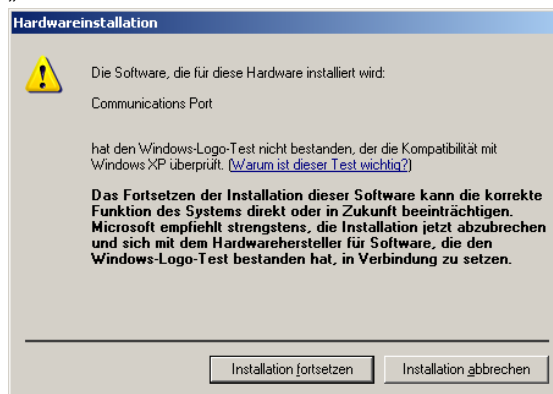 Hardwareinstallation
Die Software, die für diese Hardware installiert wird:
Communications Port
hat den Windows-Logo-Test nicht bestanden, der die Kompatibilität mit
Windows XP überprüft. (Warum ist dieser Test wichtig?)
Das Fortsetzen der Installation dieser Software kann die korrekte
Funktion des Systems direkt oder in Zukunft beeinträchtigen.
Microsoft empfiehlt strengstens, die Installation jetzt abzubrechen
und sich mit dem Hardwarehersteller für Software, die den
Windows-Logo-Test bestanden hat, in Verbindung zu setzen.
Installation fortsetzen
Installation abbrechen